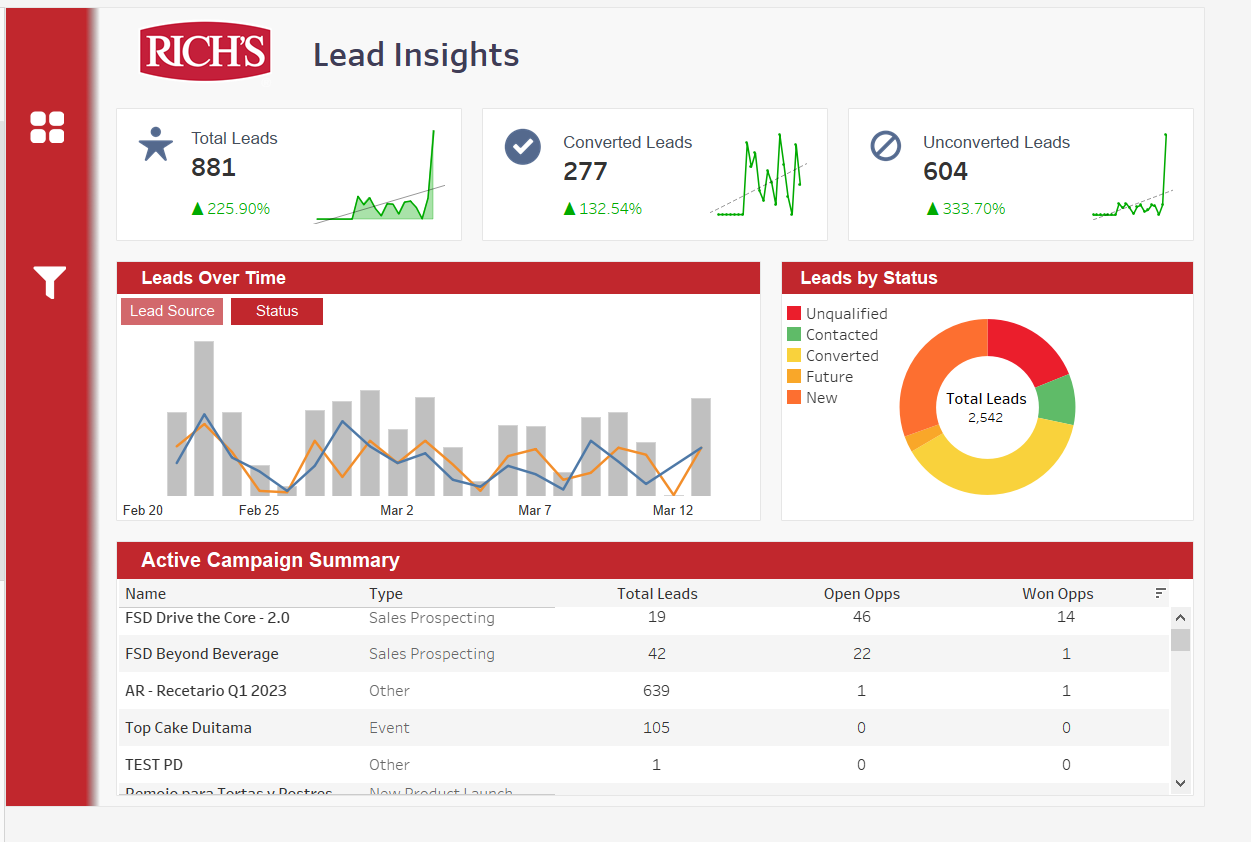 RICH'S
Lead Insights
Total Leads
881
▲ 225.90%
Converted Leads
277
▲ 132.54%
Unconverted Leads
604
▲ 333.70%
Leads Over Time
Lead Source Status
Feb 20 Feb 25 Mar 2 Mar 7 Mar 12
Leads by Status
Unqualified
Contacted
Converted
Future
New
Total Leads
2,542
Active Campaign Summary
Name Type Total Leads Open Opps Won Opps
FSD Drive the Core - 2.0 Sales Prospecting 19 46 14
FSD Beyond Beverage Sales Prospecting 42 22 1
AR - Recetario Q1 2023 Other 639 1 1
Top Cake Duitama Event 105 0 0
TEST PD Other 1 0 0
Remojo para Tortas y Postres New Product Launch